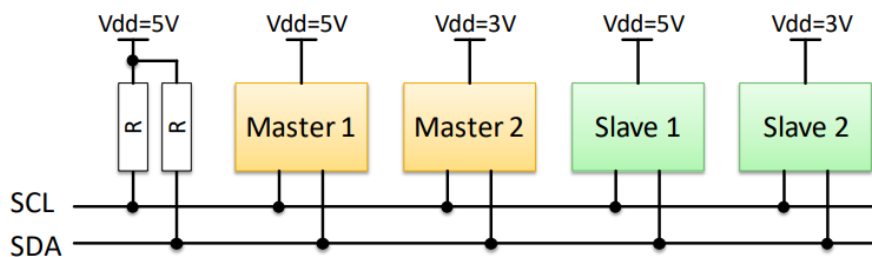 Vdd=5V Vdd=5V Vdd=3V Vdd=5V Vdd=3V
R R Master 1 Master 2 Slave 1 Slave 2
SCL
SDA